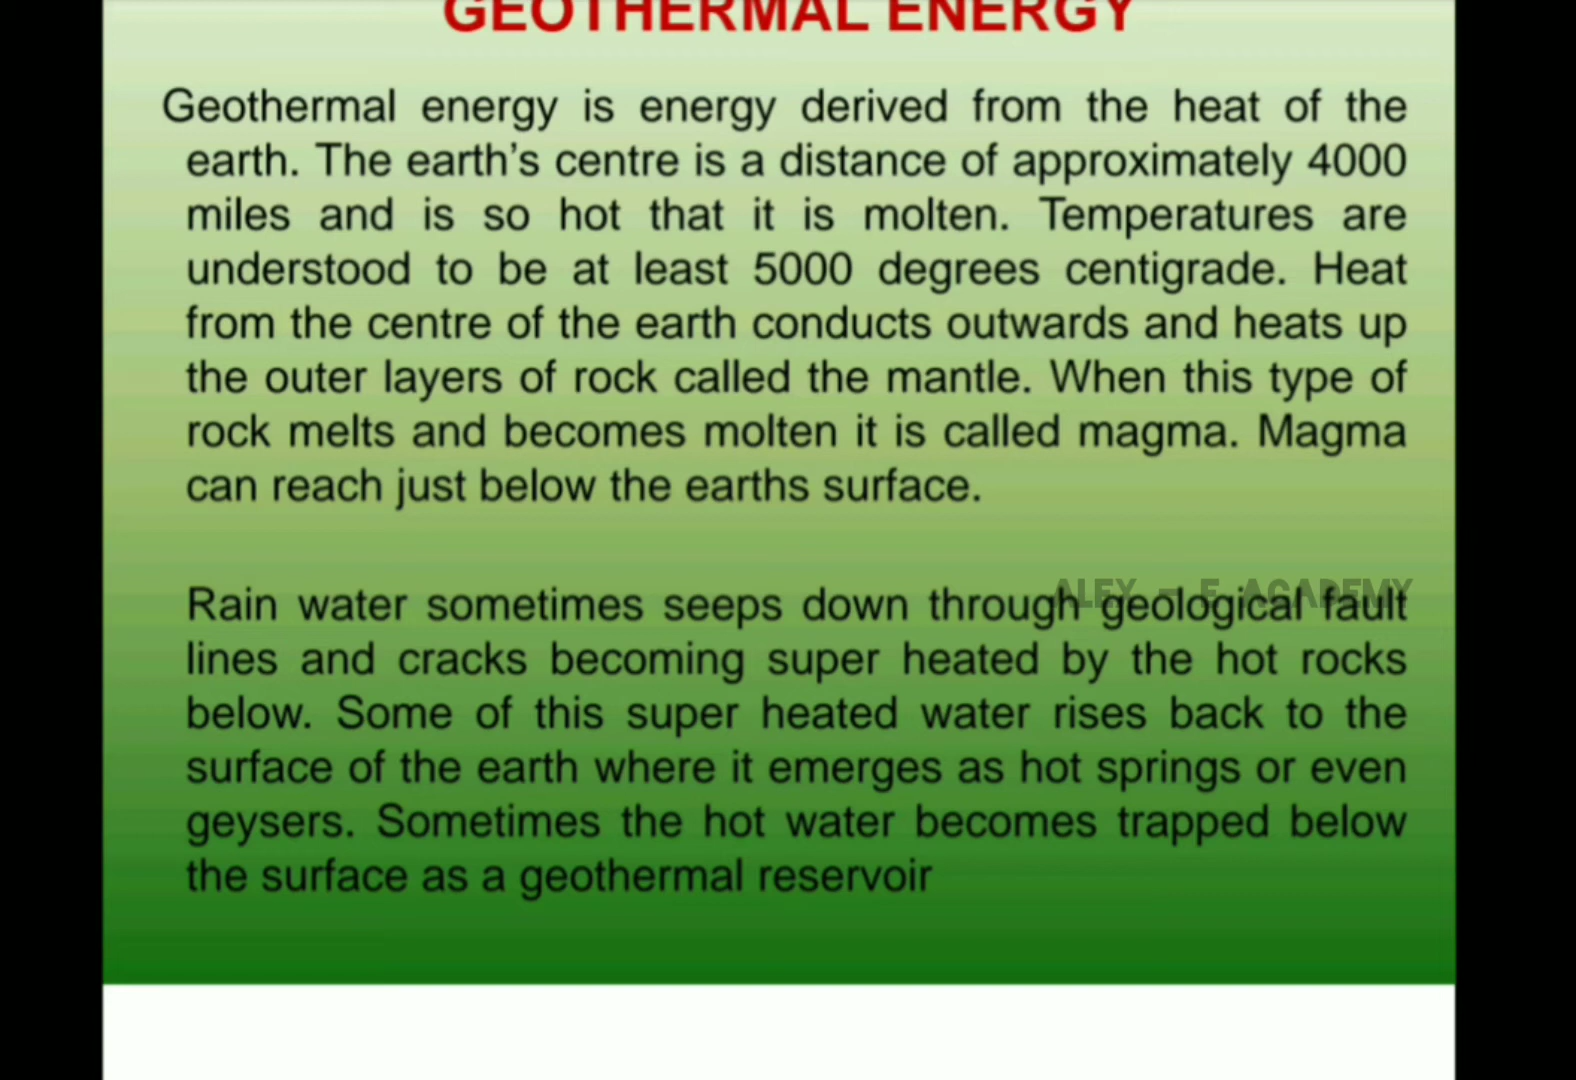 GEOTHERMAL ENERGY
Geothermal energy is energy derived from the heat of the
earth. The earth’s centre is a distance of approximately 4000
miles and is so hot that it is molten. Temperatures are
understood to be at least 5000 degrees centigrade. Heat
from the centre of the earth conducts outwards and heats up
the outer layers of rock called the mantle. When this type of
rock melts and becomes molten it is called magma. Magma
can reach just below the earths surface.
ALEX - E ACADEMY
Rain water sometimes seeps down through geological fault
lines and cracks becoming super heated by the hot rocks
below. Some of this super heated water rises back to the
surface of the earth where it emerges as hot springs or even
geysers. Sometimes the hot water becomes trapped below
the surface as a geothermal reservoir